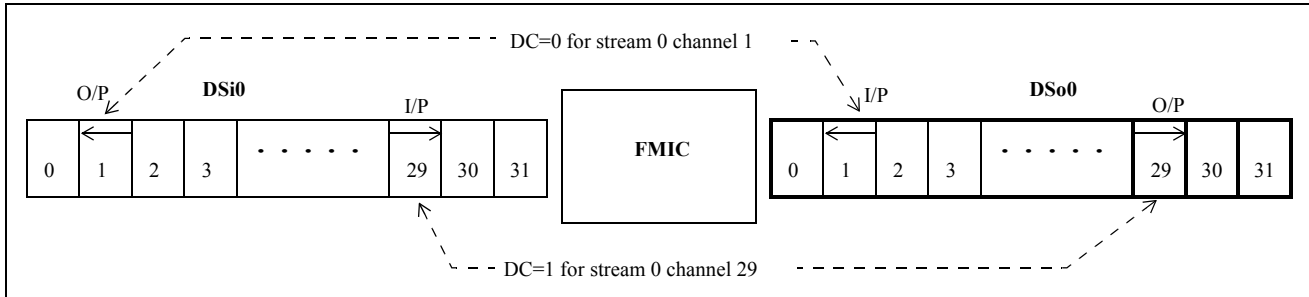 DC=0 for stream 0 channel 1
O/P DSi0 I/P I/P DSo0 O/P
0 1 2 3 . . . . . 29 30 31 FMIC 0 1 2 3 . . . . . 29 30 31
DC=1 for stream 0 channel 29